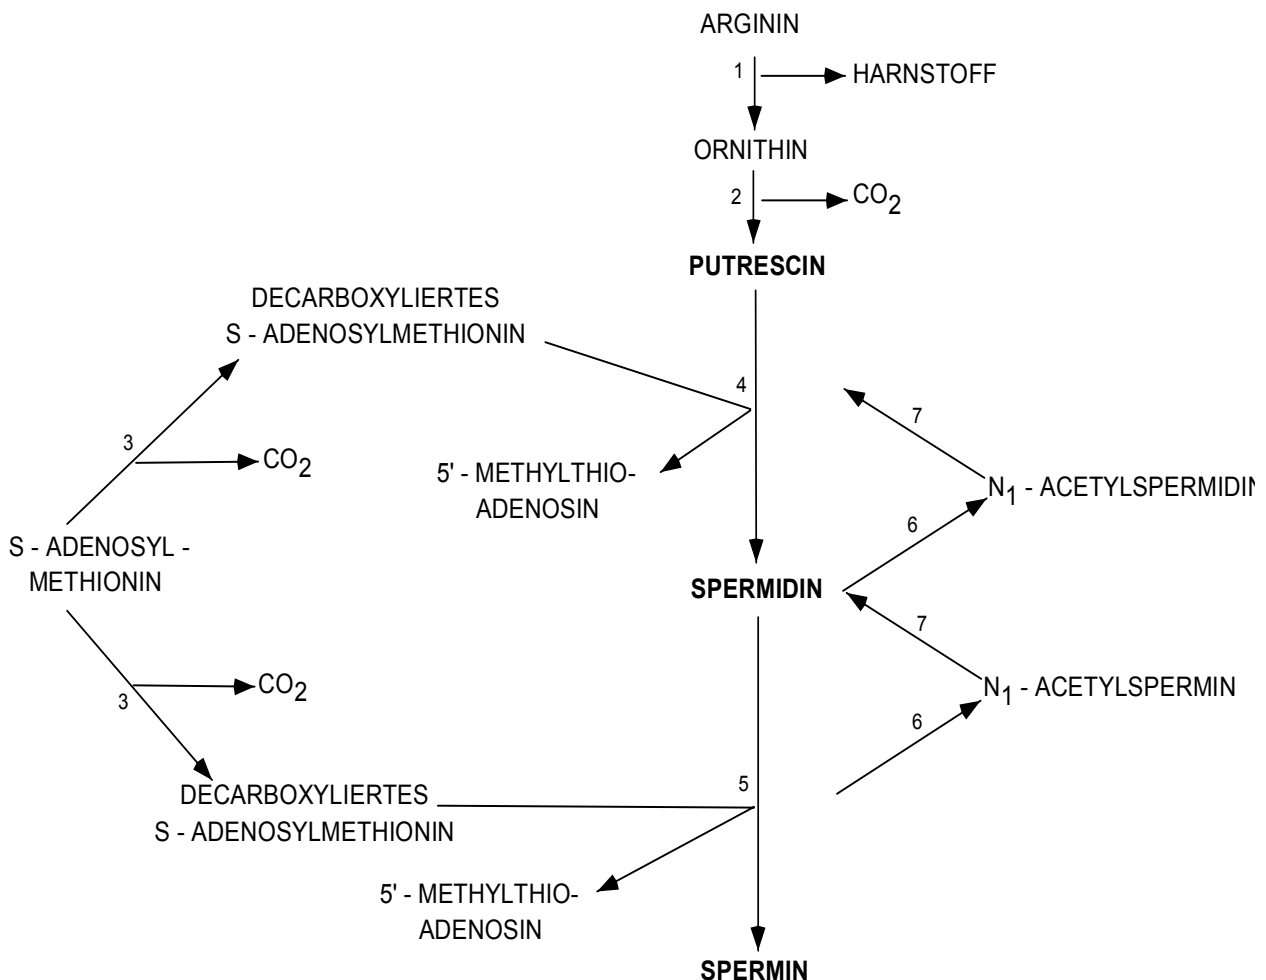 ARGININ
1
HARNSTOFF
ORNITHIN
2
CO2
PUTRESCIN
DECARBOXYLIERTES
S - ADENOSYLMETHIONIN
4
7
3
CO2
5' - METHYLTHIO-
ADENOSIN
N1 - ACETYLSPERMIDIN
6
S - ADENOSYL -
METHIONIN
SPERMIDIN
7
CO2
3
N1 - ACETYLSPERMIN
6
5
DECARBOXYLIERTES
S - ADENOSYLMETHIONIN
5' - METHYLTHIO-
ADENOSIN
SPERMIN